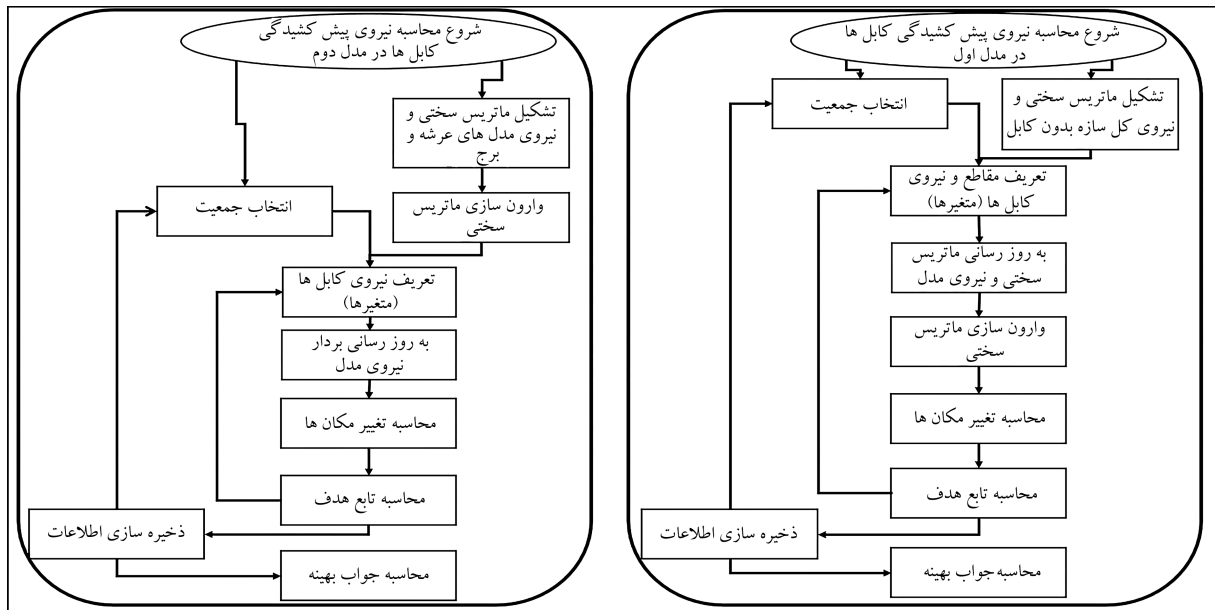 شروع محاسبه نیروی پیش کشیدگی کابل ها
در مدل اول
تشکیل ماتریس سختی و
نیروی کل سازه بدون کابل
انتخاب جمعیت
تعریف مقاطع و نیروی
کابل ها (متغیرها)
به روز رسانی ماتریس
سختی و نیروی مدل
وارون سازی ماتریس
سختی
محاسبه تغییر مکان ها
محاسبه تابع هدف
ذخیره سازی اطلاعات
محاسبه جواب بهینه
شروع محاسبه نیروی پیش کشیدگی
کابل ها در مدل دوم
تشکیل ماتریس سختی و
نیروی مدل های عرشه و
برج
وارون سازی ماتریس
سختی
انتخاب جمعیت
تعریف نیروی کابل ها
(متغیرها)
به روز رسانی بردار
نیروی مدل
محاسبه تغییر مکان ها
محاسبه تابع هدف
ذخیره سازی اطلاعات
محاسبه جواب بهینه